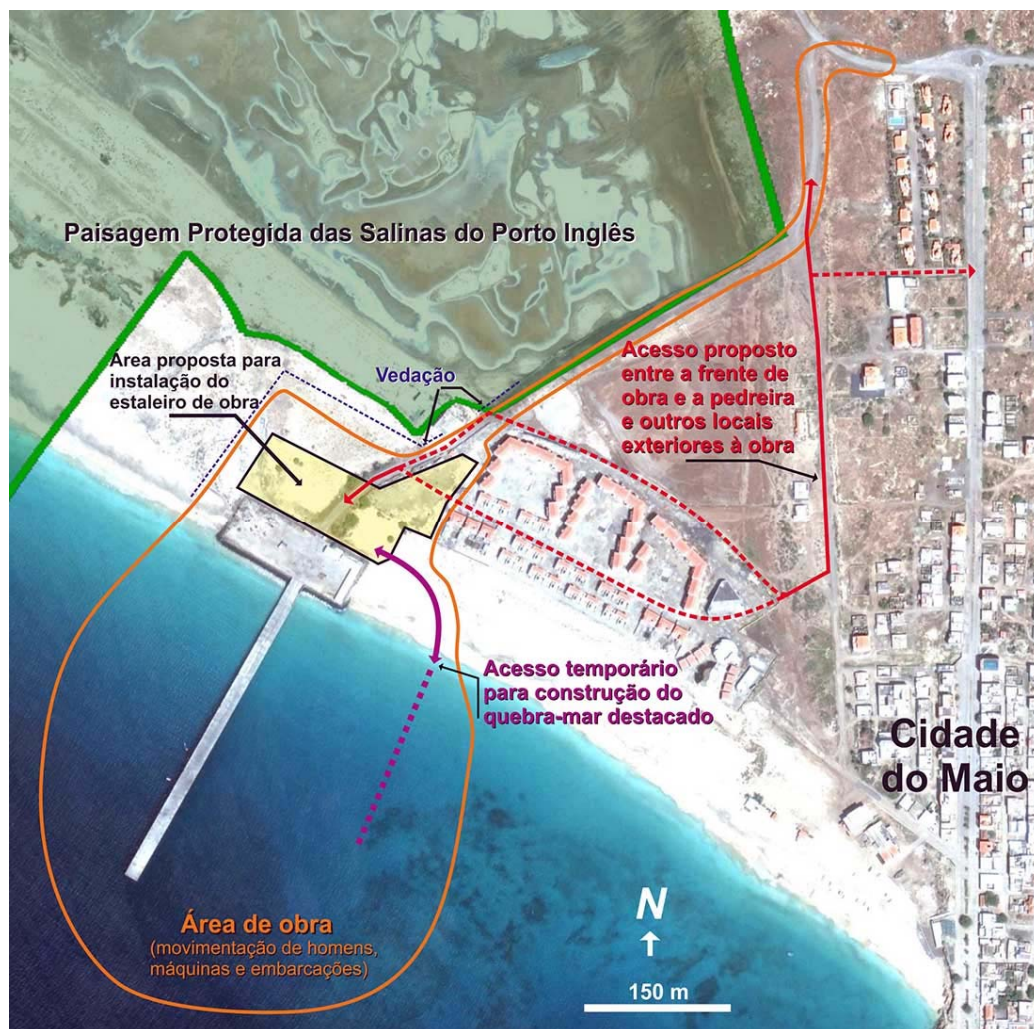 Paisagem Protegida das Salinas do Porto Inglês
Área proposta para
instalação do
estaleiro de obra
Vedação
Acesso proposto
entre a frente de
obra e a pedreira
e outros locais
exteriores à obra
Acesso temporário
para construção do
quebra-mar destacado
Cidade
do Maio
Área de obra
(movimentação de homens,
máquinas e embarcações)
N
150 m